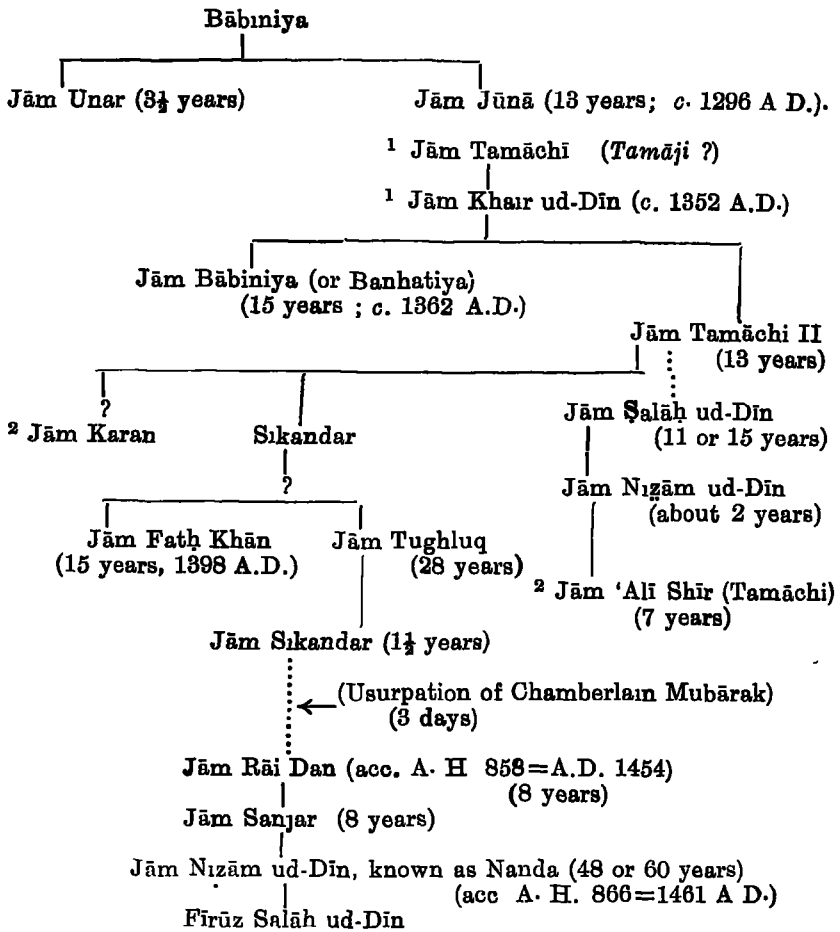 Bābıniya
Jām Unar (3½ years) Jām Jūnā (13 years; c. 1296 A D.).
1 Jām Tamāchī (Tamāji ?)
1 Jām Khaır ud-Dīn (c. 1352 A.D.)
Jām Bābiniya (or Banhatiya)
(15 years ; c. 1362 A.D.)
Jām Tamāchi II
(13 years)
? Jām Ṣalāḥ ud-Dīn
2 Jām Karan Sıkandar (11 or 15 years)
? Jām Nıẓām ud-Dīn
(about 2 years)
Jām Fatḥ Khān Jām Tughluq
(15 years, 1398 A.D.) (28 years)
2 Jām ‘Alī Shīr (Tamāchi)
(7 years)
Jām Sıkandar (1½ years)
(Usurpation of Chamberlaın Mubārak)
(3 days)
Jām Rāi Dan (acc. A. H 858=A.D. 1454)
(8 years)
Jām Sanȷar (8 years)
Jām Nıẓām ud-Dīn, known as Nanda (48 or 60 years)
(acc A. H. 866=1461 A D.)
Fīrūz Salāh ud-Dīn